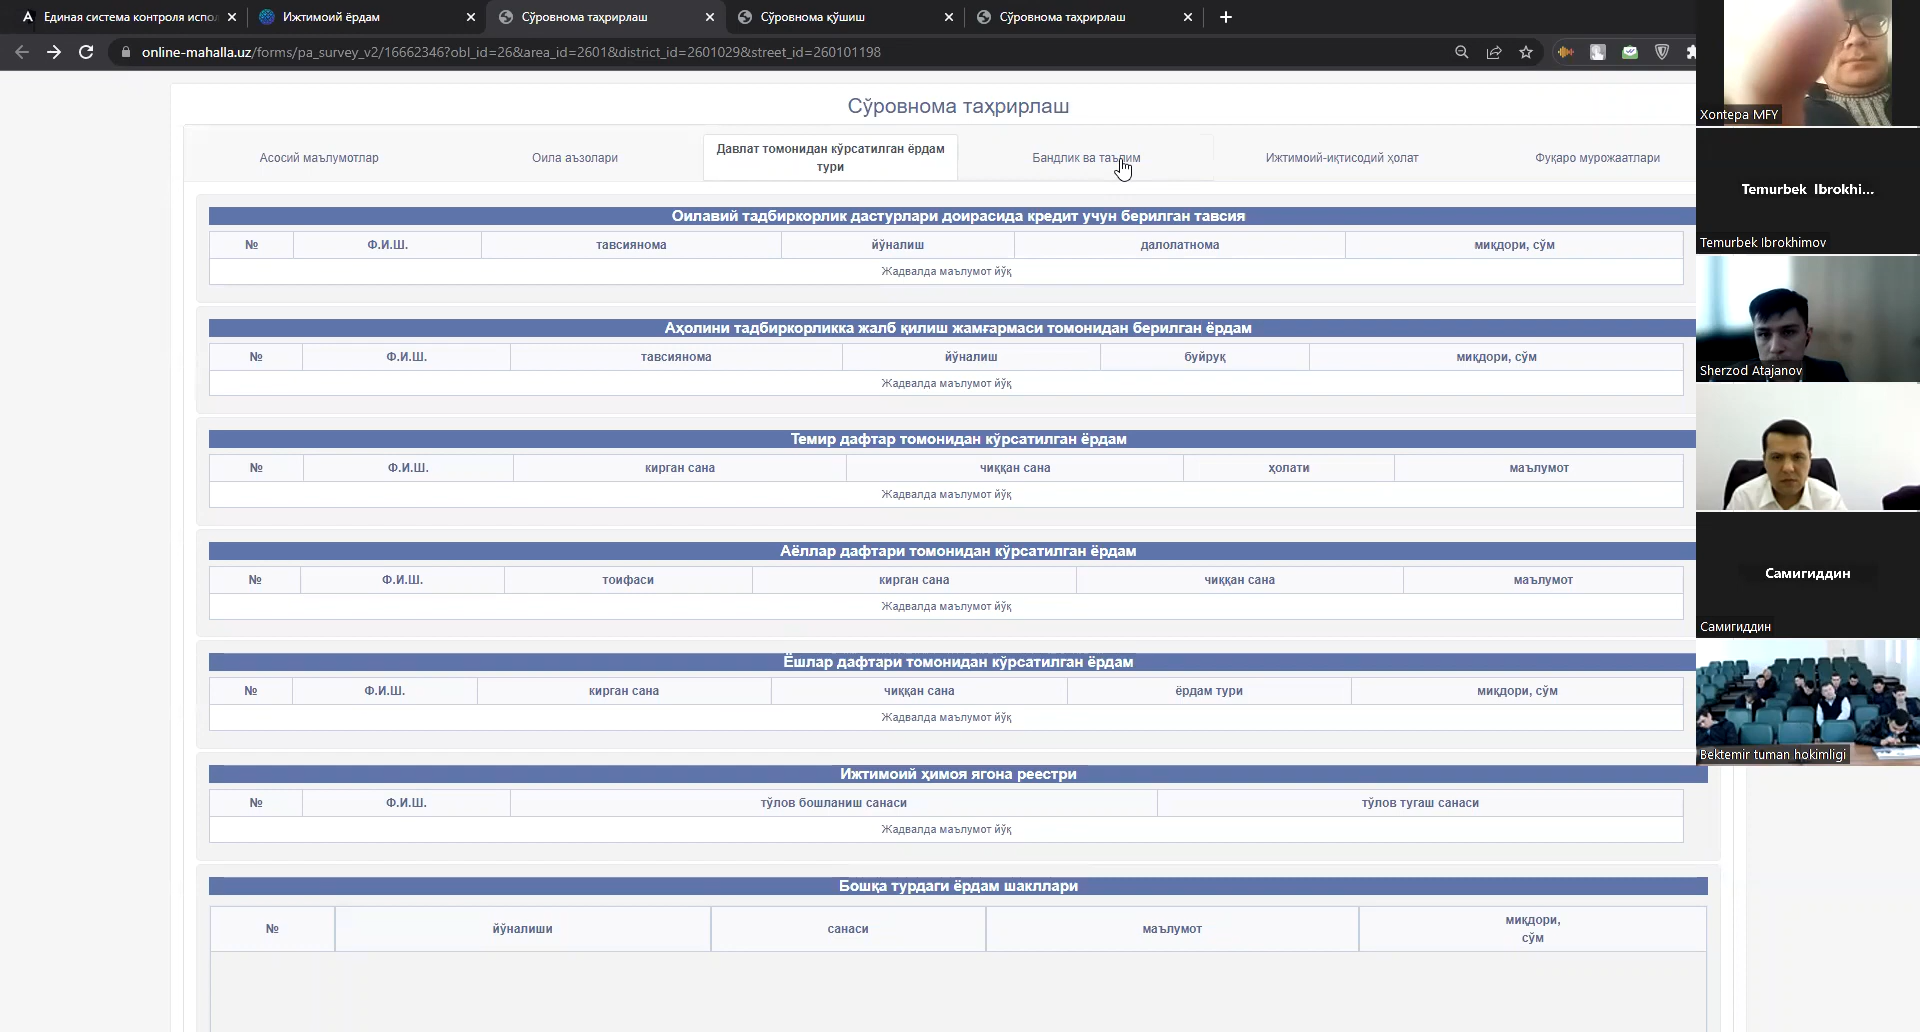 Единая система контроля испол
Ижтимоий ёрдам
Сўровнома таҳрирлаш
Сўровнома қўшиш
Сўровнома таҳрирлаш
online-mahalla.uz/forms/pa_survey_v2/16662346?obl_id=26&area_id=2601&district_id=2601029&street_id=260101198
Сўровнома таҳрирлаш
Асосий маълумотлар
Оила аъзолари
Давлат томонидан кўрсатилган ёрдам
тури
Бандлик ва таълим
Ижтимоий-иқтисодий ҳолат
Фуқаро мурожаатлари
Оилавий тадбиркорлик дастурлари доирасида кредит учун берилган тавсия
№ Ф.И.Ш. тавсиянома йўналиш далолатнома миқдори, сўм
Жадвалда маълумот йўқ
Аҳолини тадбиркорликка жалб қилиш жамғармаси томонидан берилган ёрдам
№ Ф.И.Ш. тавсиянома йўналиш буйруқ миқдори, сўм
Жадвалда маълумот йўқ
Темир дафтар томонидан кўрсатилган ёрдам
№ Ф.И.Ш. кирган сана чиққан сана ҳолати маълумот
Жадвалда маълумот йўқ
Аёллар дафтари томонидан кўрсатилган ёрдам
№ Ф.И.Ш. тоифаси кирган сана чиққан сана маълумот
Жадвалда маълумот йўқ
Ёшлар дафтари томонидан кўрсатилган ёрдам
№ Ф.И.Ш. кирган сана чиққан сана ёрдам тури миқдори, сўм
Жадвалда маълумот йўқ
Ижтимоий ҳимоя ягона реестри
№ Ф.И.Ш. тўлов бошланиш санаси тўлов тугаш санаси
Жадвалда маълумот йўқ
Бошқа турдаги ёрдам шакллари
№ йўналиши санаси маълумот миқдори,
сўм
Xontepa MFY
Temurbek Ibrokhi...
Temurbek Ibrokhimov
Sherzod Atajanov
Самигиддин
Самигиддин
Bektemir tuman hokimligi